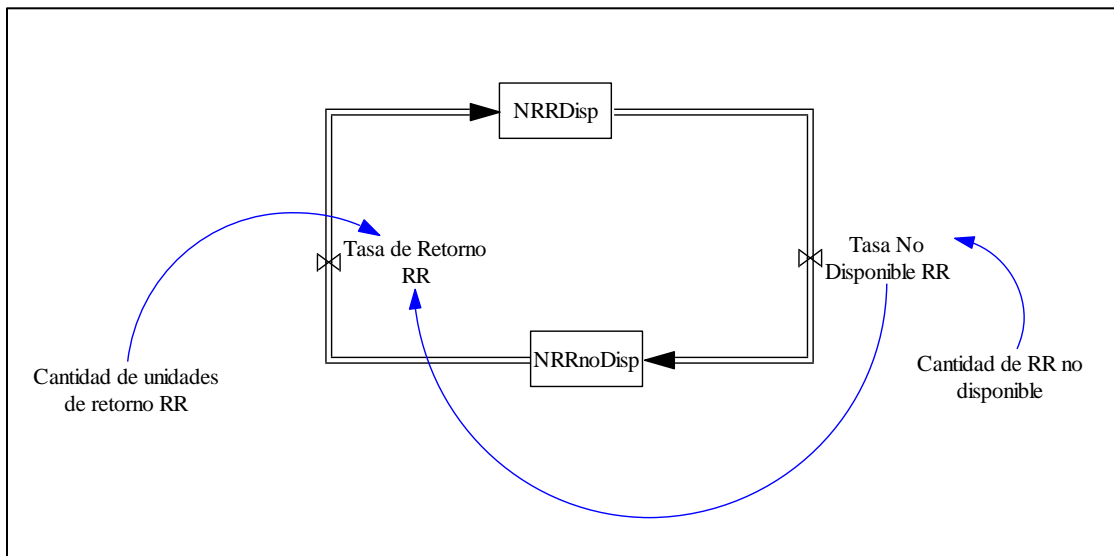 NRRDisp
Tasa de Retorno
RR
Tasa No
Disponible RR
NRRnoDisp
Cantidad de unidades
de retorno RR
Cantidad de RR no
disponible